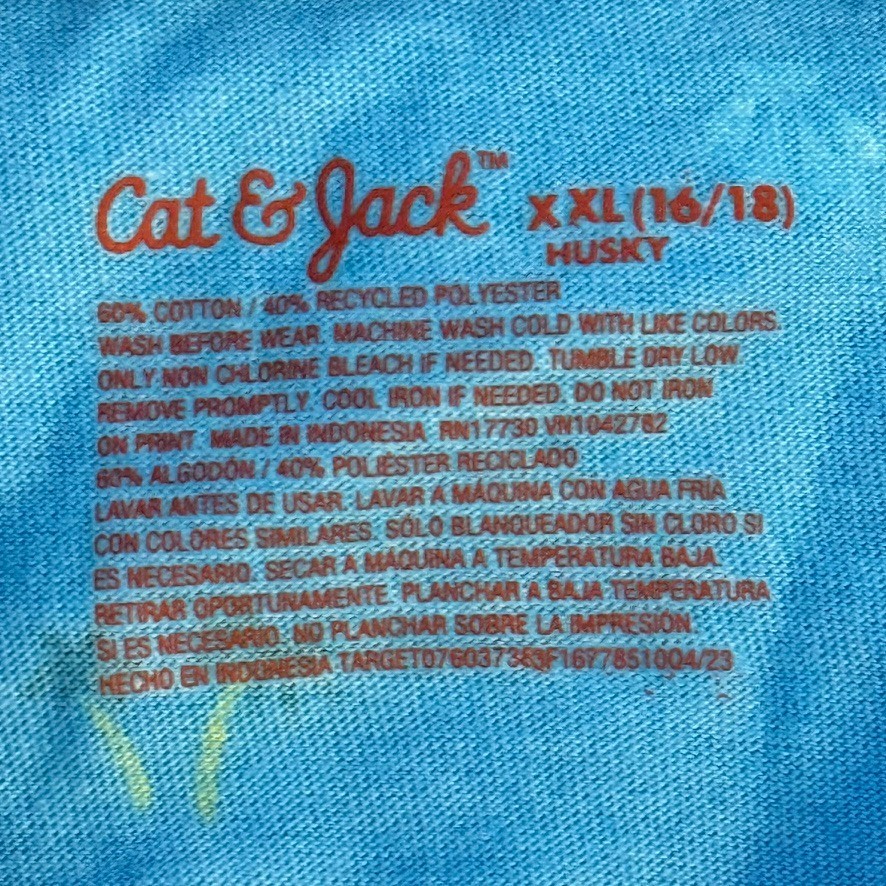 Cat & Jack™ XXL (16/18)
HUSKY
60% COTTON / 40% RECYCLED POLYESTER
WASH BEFORE WEAR. MACHINE WASH COLD WITH LIKE COLORS.
ONLY NON CHLORINE BLEACH IF NEEDED. TUMBLE DRY LOW.
REMOVE PROMPTLY. COOL IRON IF NEEDED. DO NOT IRON
ON PRINT. MADE IN INDONESIA RN17730 VN1042782
60% ALGODÓN / 40% POLIÉSTER RECICLADO
LAVAR ANTES DE USAR. LAVAR A MÁQUINA CON AGUA FRÍA
CON COLORES SIMILARES. SÓLO BLANQUEADOR SIN CLORO SI
ES NECESARIO. SECAR A MÁQUINA A TEMPERATURA BAJA.
RETIRAR OPORTUNAMENTE. PLANCHAR A BAJA TEMPERATURA
SI ES NECESARIO. NO PLANCHAR SOBRE LA IMPRESIÓN.
HECHO EN INDONESIA